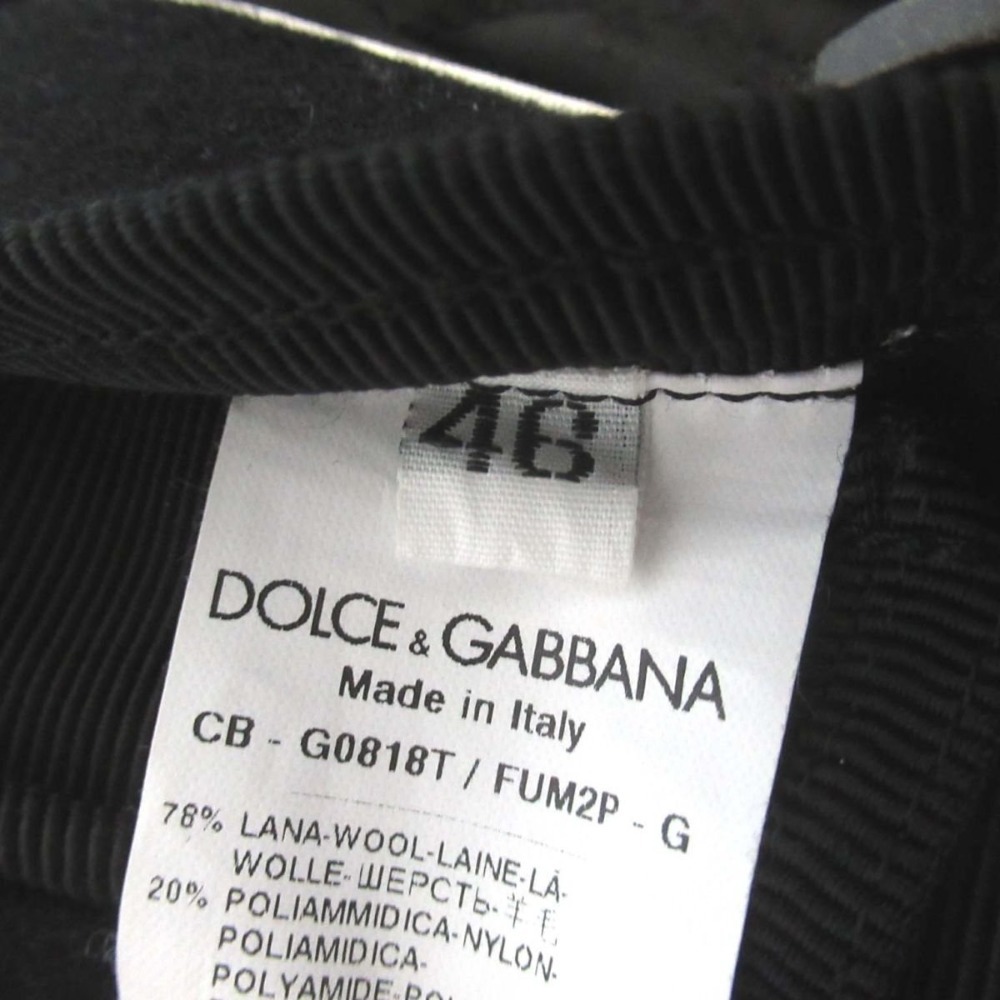 46
DOLCE & GABBANA
Made in Italy
CB - G0818T / FUM2P - G
78% LANA-WOOL-LAINE-LÃ-
WOLLE-ШЕРСТЬ-羊毛
20% POLIAMMIDICA-NYLON-
POLIAMIDICA-